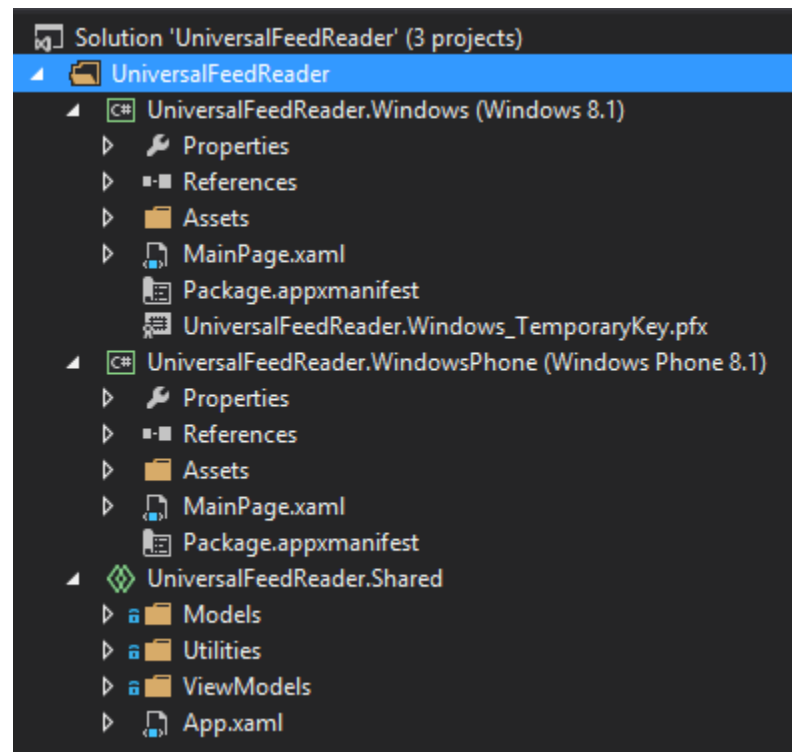 Solution 'UniversalFeedReader' (3 projects)
UniversalFeedReader
C# UniversalFeedReader.Windows (Windows 8.1)
Properties
References
Assets
MainPage.xaml
Package.appxmanifest
UniversalFeedReader.Windows_TemporaryKey.pfx
C# UniversalFeedReader.WindowsPhone (Windows Phone 8.1)
Properties
References
Assets
MainPage.xaml
Package.appxmanifest
UniversalFeedReader.Shared
Models
Utilities
ViewModels
App.xaml